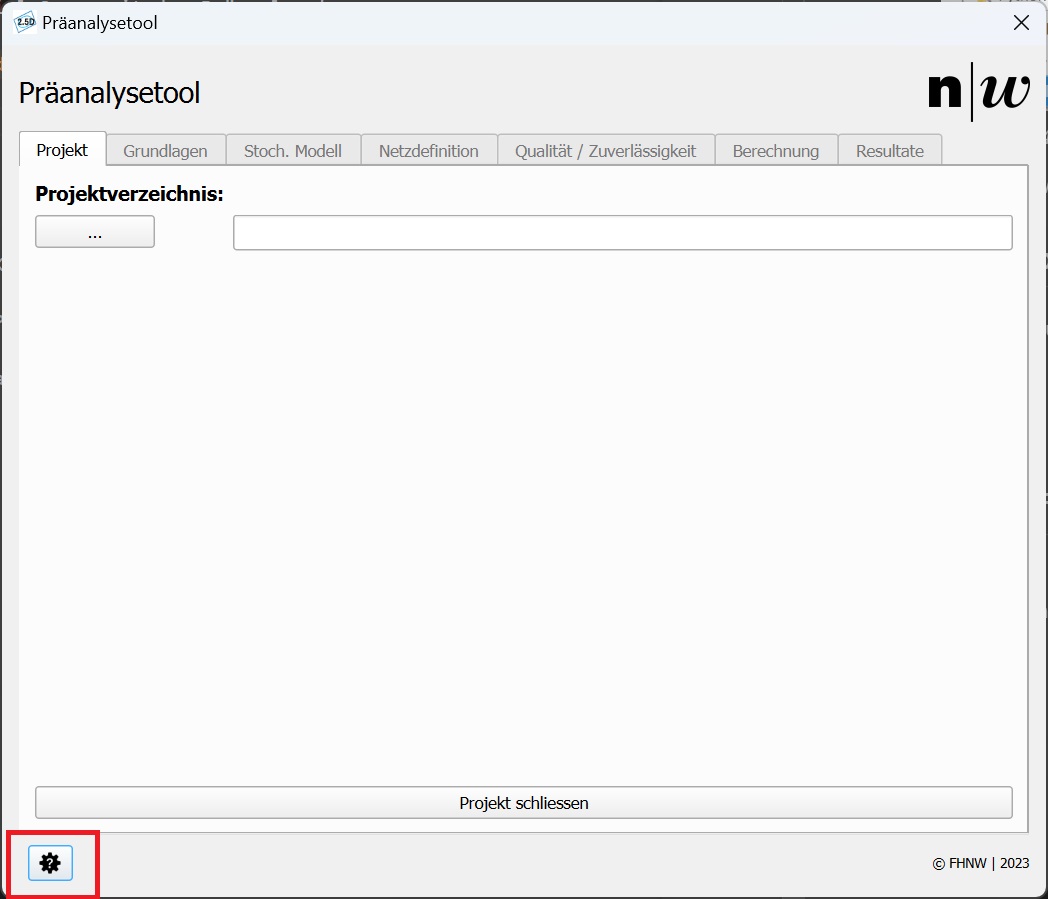 2.5D Präanalysetool
Präanalysetool
n|w
Projekt Grundlagen Stoch. Modell Netzdefinition Qualität / Zuverlässigkeit Berechnung Resultate
Projektverzeichnis:
...
Projekt schliessen
?
© FHNW | 2023